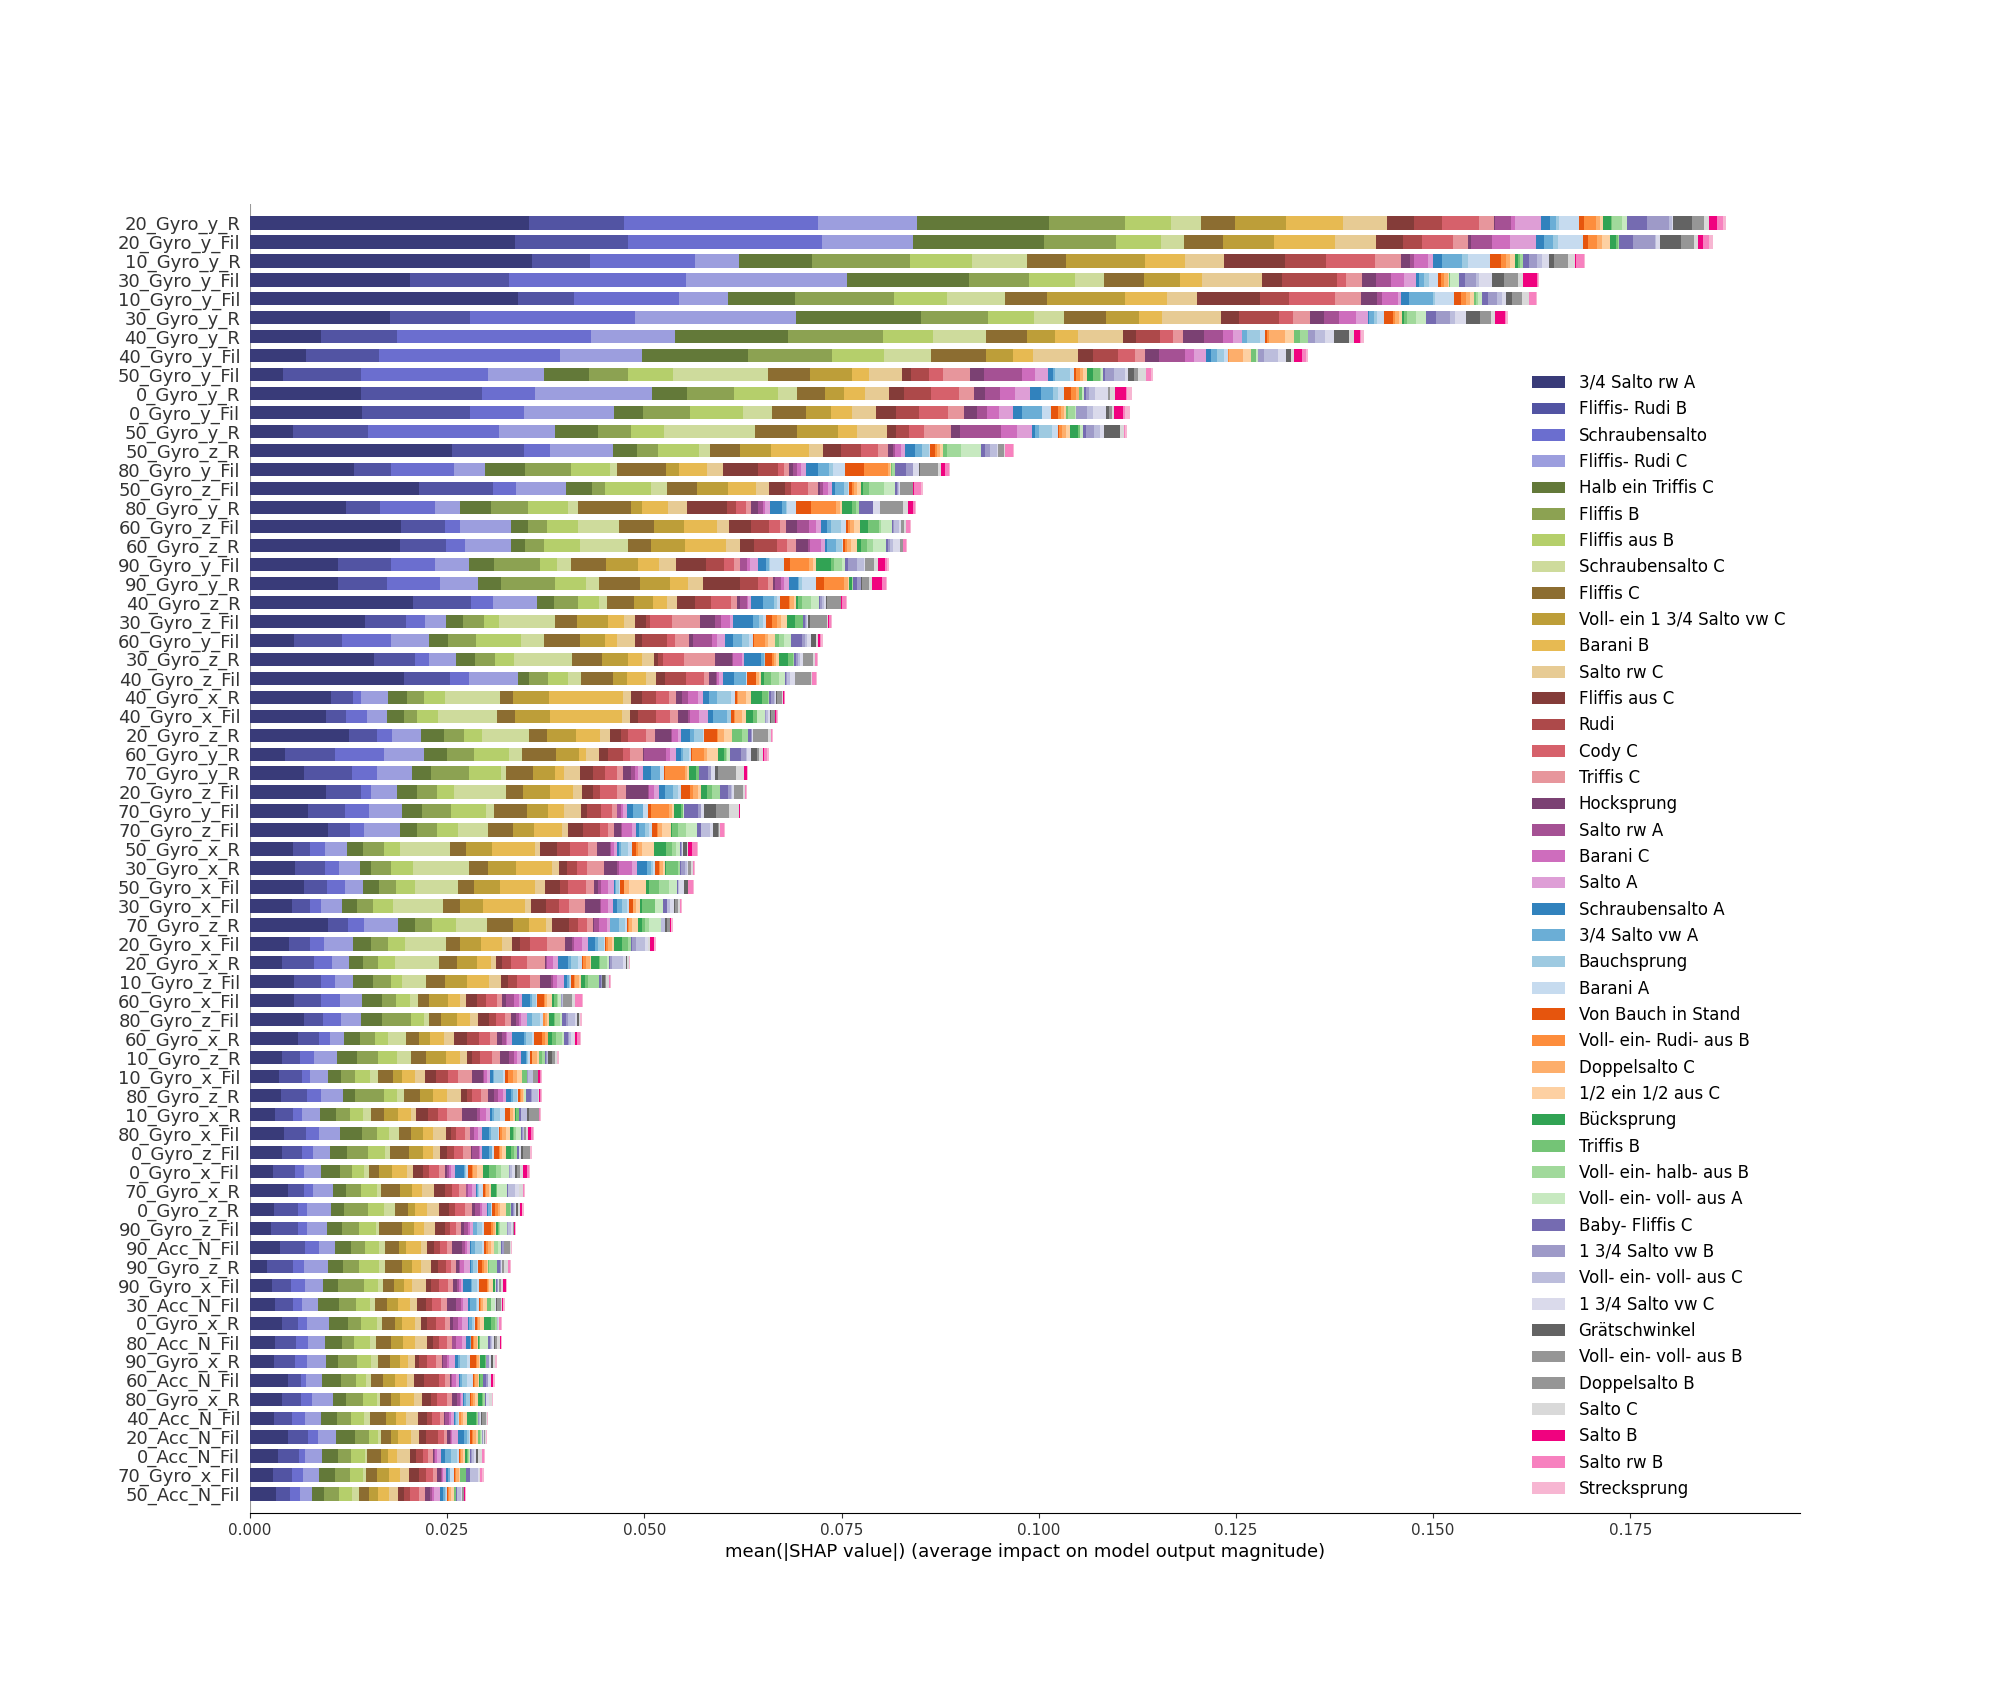 20_Gyro_y_R
20_Gyro_y_Fil
10_Gyro_y_R
30_Gyro_y_Fil
10_Gyro_y_Fil
30_Gyro_y_R
40_Gyro_y_R
40_Gyro_y_Fil
50_Gyro_y_Fil
0_Gyro_y_R
0_Gyro_y_Fil
50_Gyro_y_R
50_Gyro_z_R
80_Gyro_y_Fil
50_Gyro_z_Fil
80_Gyro_y_R
60_Gyro_z_Fil
60_Gyro_z_R
90_Gyro_y_Fil
90_Gyro_y_R
40_Gyro_z_R
30_Gyro_z_Fil
60_Gyro_y_Fil
30_Gyro_z_R
40_Gyro_z_Fil
40_Gyro_x_R
40_Gyro_x_Fil
20_Gyro_z_R
60_Gyro_y_R
70_Gyro_y_R
20_Gyro_z_Fil
70_Gyro_y_Fil
70_Gyro_z_Fil
50_Gyro_x_R
30_Gyro_x_R
50_Gyro_x_Fil
30_Gyro_x_Fil
70_Gyro_z_R
20_Gyro_x_Fil
20_Gyro_x_R
10_Gyro_z_Fil
60_Gyro_x_Fil
80_Gyro_z_Fil
60_Gyro_x_R
10_Gyro_z_R
10_Gyro_x_Fil
80_Gyro_z_R
10_Gyro_x_R
80_Gyro_x_Fil
0_Gyro_z_Fil
0_Gyro_x_Fil
70_Gyro_x_R
0_Gyro_z_R
90_Gyro_z_Fil
90_Acc_N_Fil
90_Gyro_z_R
90_Gyro_x_Fil
30_Acc_N_Fil
0_Gyro_x_R
80_Acc_N_Fil
90_Gyro_x_R
60_Acc_N_Fil
80_Gyro_x_R
40_Acc_N_Fil
20_Acc_N_Fil
0_Acc_N_Fil
70_Gyro_x_Fil
50_Acc_N_Fil
3/4 Salto rw A
Fliffis- Rudi B
Schraubensalto
Fliffis- Rudi C
Halb ein Triffis C
Fliffis B
Fliffis aus B
Schraubensalto C
Fliffis C
Voll- ein 1 3/4 Salto vw C
Barani B
Salto rw C
Fliffis aus C
Rudi
Cody C
Triffis C
Hocksprung
Salto rw A
Barani C
Salto A
Schraubensalto A
3/4 Salto vw A
Bauchsprung
Barani A
Von Bauch in Stand
Voll- ein- Rudi- aus B
Doppelsalto C
1/2 ein 1/2 aus C
Bücksprung
Triffis B
Voll- ein- halb- aus B
Voll- ein- voll- aus A
Baby- Fliffis C
1 3/4 Salto vw B
Voll- ein- voll- aus C
1 3/4 Salto vw C
Grätschwinkel
Voll- ein- voll- aus B
Doppelsalto B
Salto C
Salto B
Salto rw B
Strecksprung
0.000 0.025 0.050 0.075 0.100 0.125 0.150 0.175
mean(|SHAP value|) (average impact on model output magnitude)